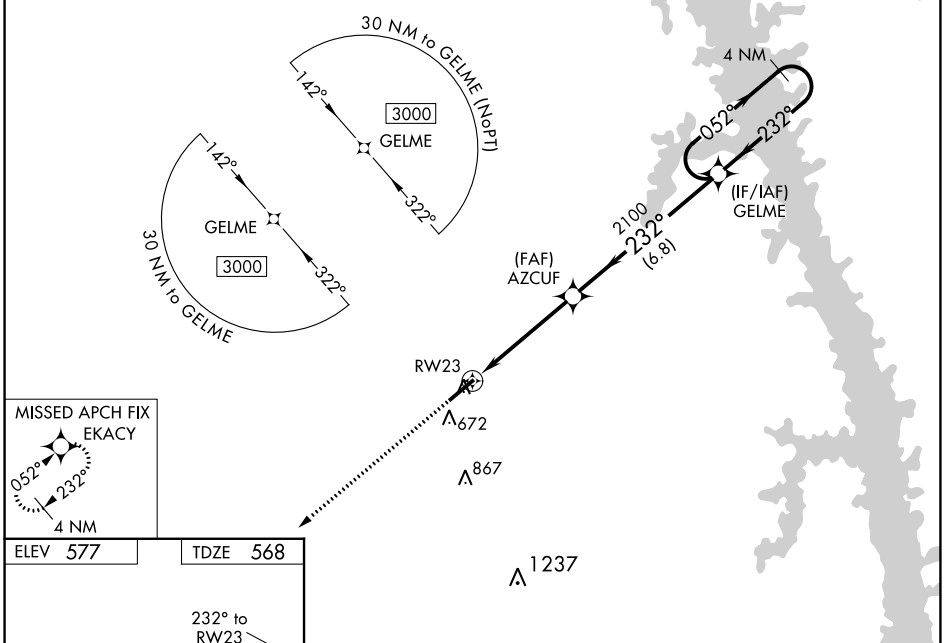 30 NM to GELME (NoPT)
142°
3000
GELME
322°
142°
GELME
3000
322°
30 NM to GELME
4 NM
052°
232°
(IF/IAF)
GELME
2100
232°
(6.8)
(FAF)
AZCUF
RW23
672
867
1237
MISSED APCH FIX
EKACY
052°
232°
4 NM
ELEV 577
TDZE 568
232° to
RW23